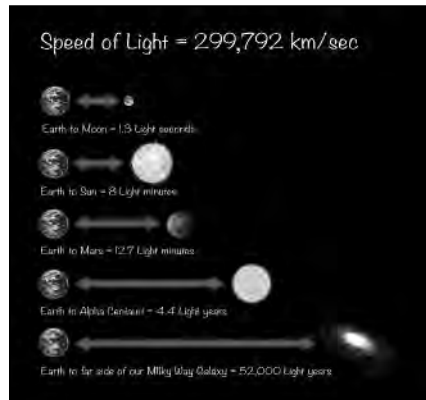 Speed of Light = 299,792 km/sec
Earth to Moon = 1.3 Light seconds
Earth to Sun = 8 Light minutes
Earth to Mars = 12.7 Light minutes
Earth to Alpha Centauri = 4.4 Light years
Earth to far side of our Milky Way Galaxy = 52,000 Light years